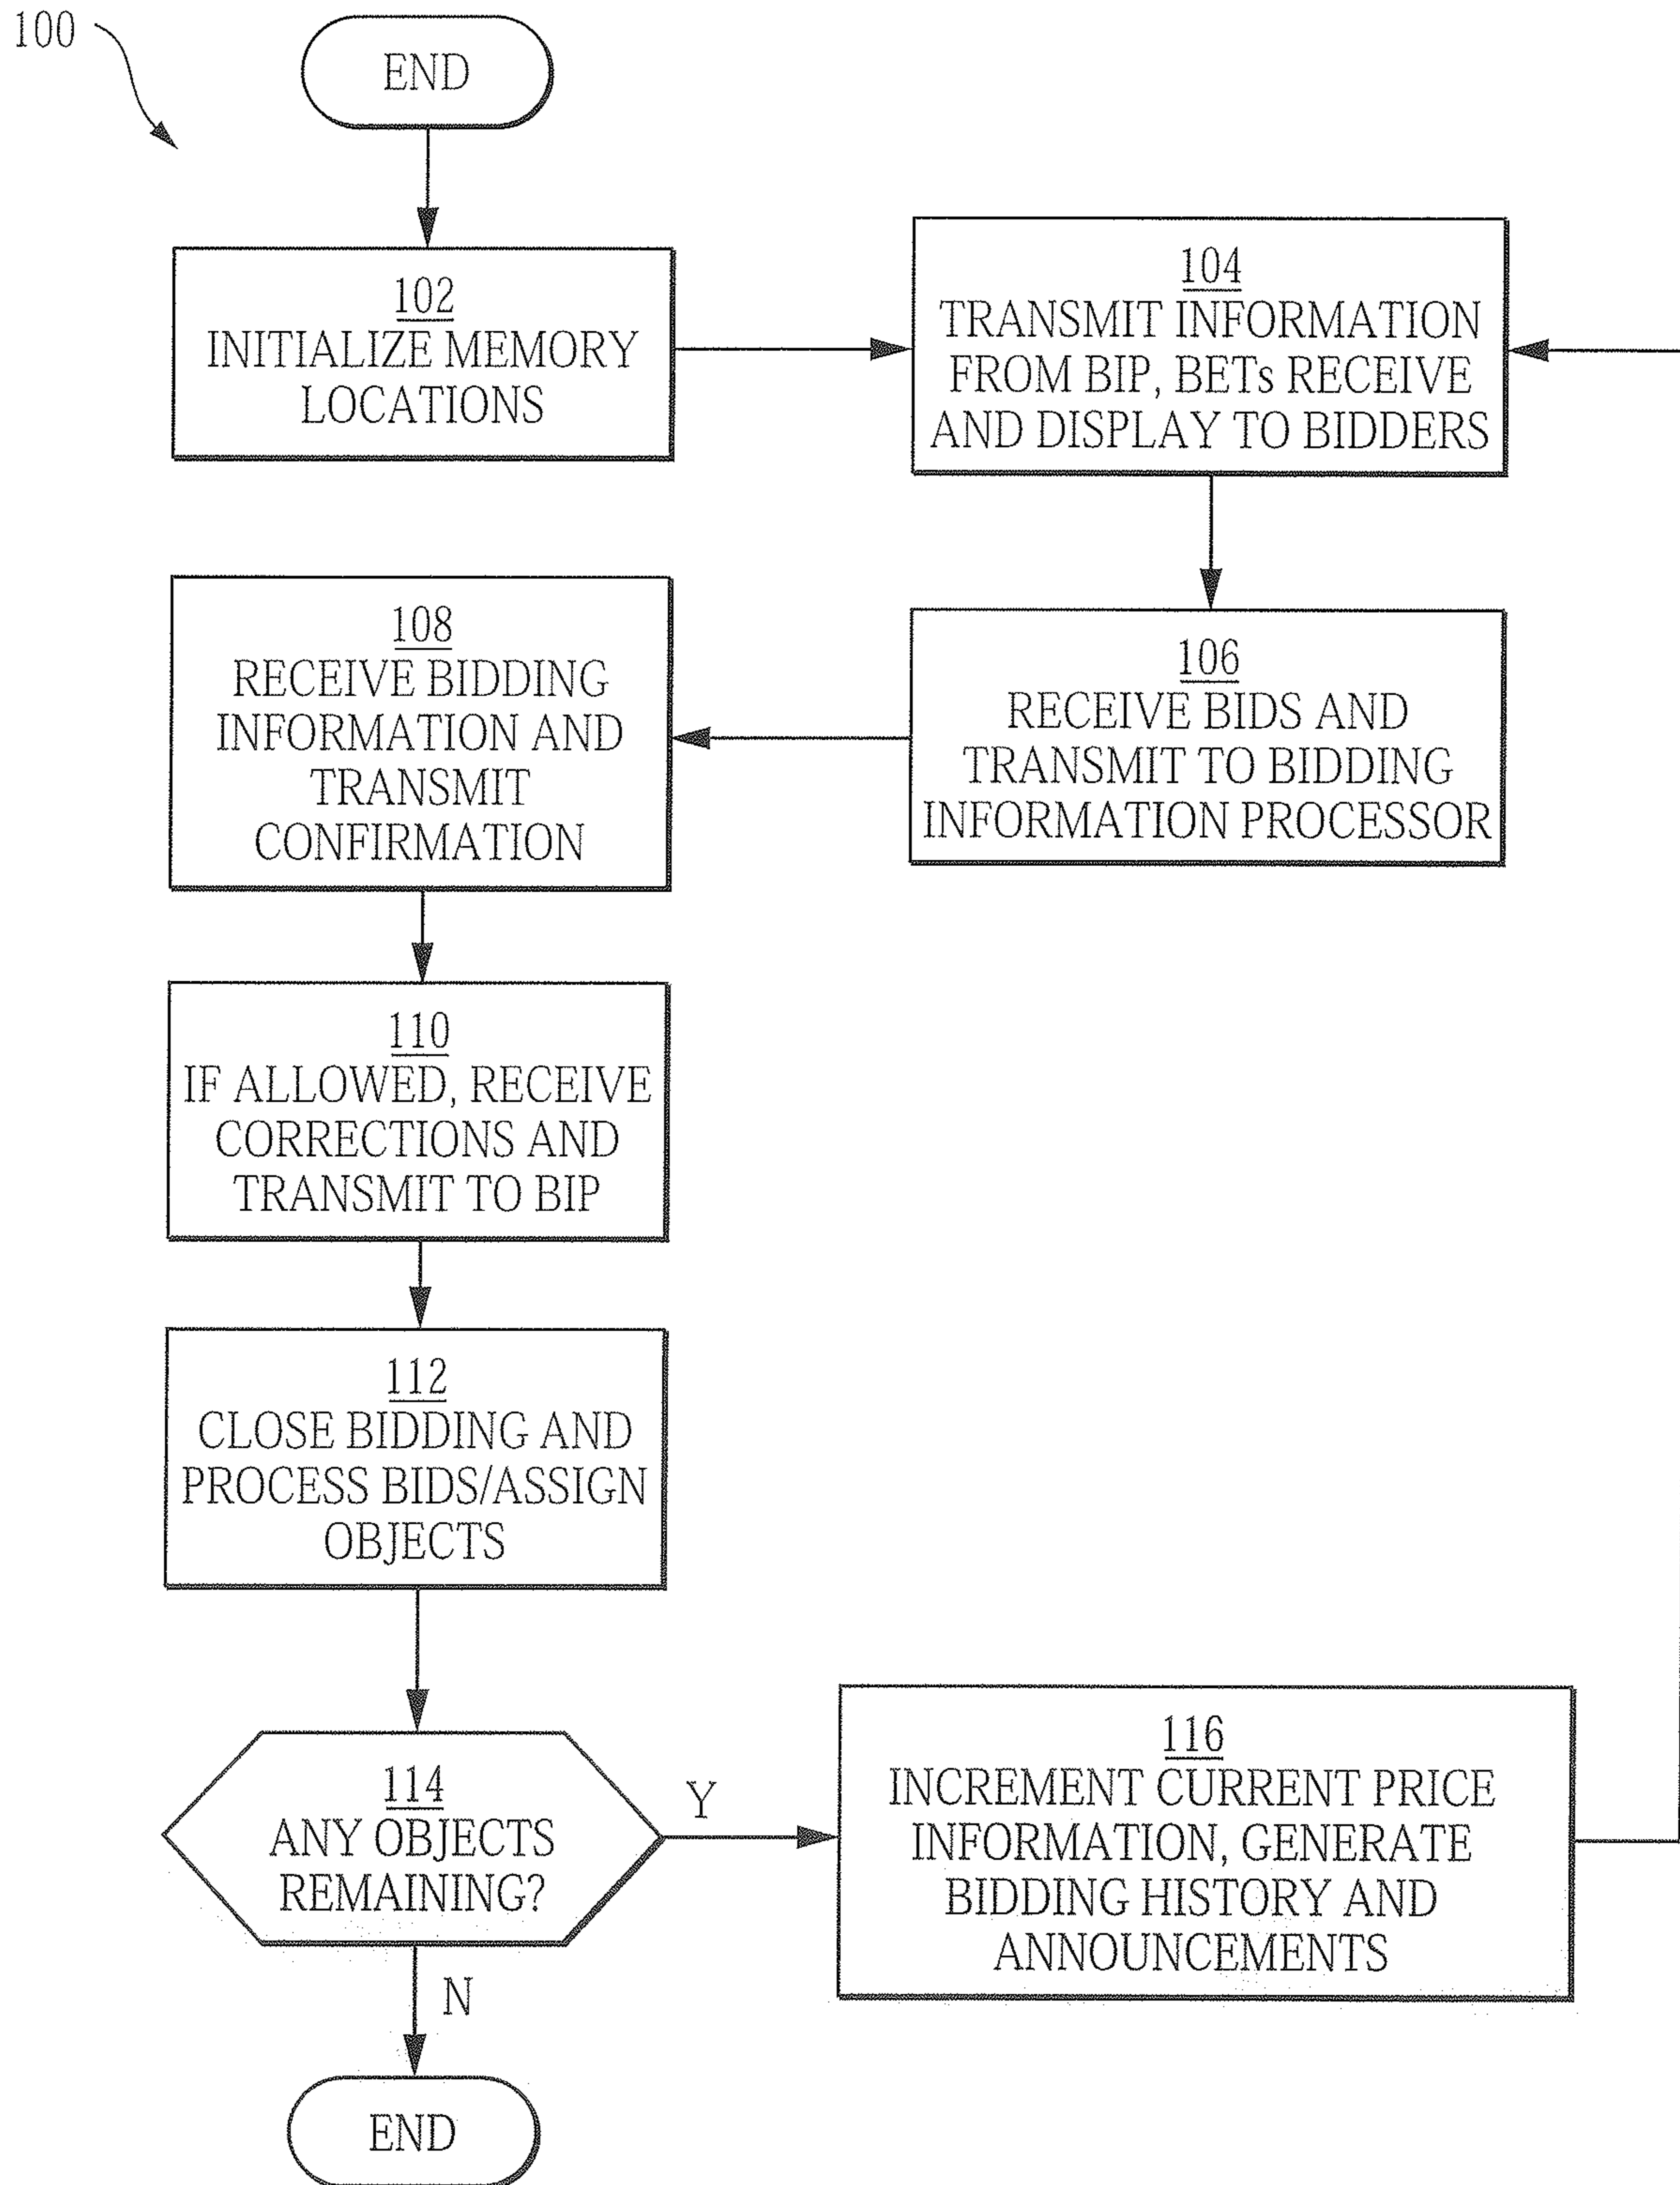 100
END
102
INITIALIZE MEMORY
LOCATIONS
104
TRANSMIT INFORMATION
FROM BIP, BETs RECEIVE
AND DISPLAY TO BIDDERS
106
RECEIVE BIDS AND
TRANSMIT TO BIDDING
INFORMATION PROCESSOR
108
RECEIVE BIDDING
INFORMATION AND
TRANSMIT
CONFIRMATION
110
IF ALLOWED, RECEIVE
CORRECTIONS AND
TRANSMIT TO BIP
112
CLOSE BIDDING AND
PROCESS BIDS/ASSIGN
OBJECTS
114
ANY OBJECTS
REMAINING?
Y
116
INCREMENT CURRENT PRICE
INFORMATION, GENERATE
BIDDING HISTORY AND
ANNOUNCEMENTS
N
END